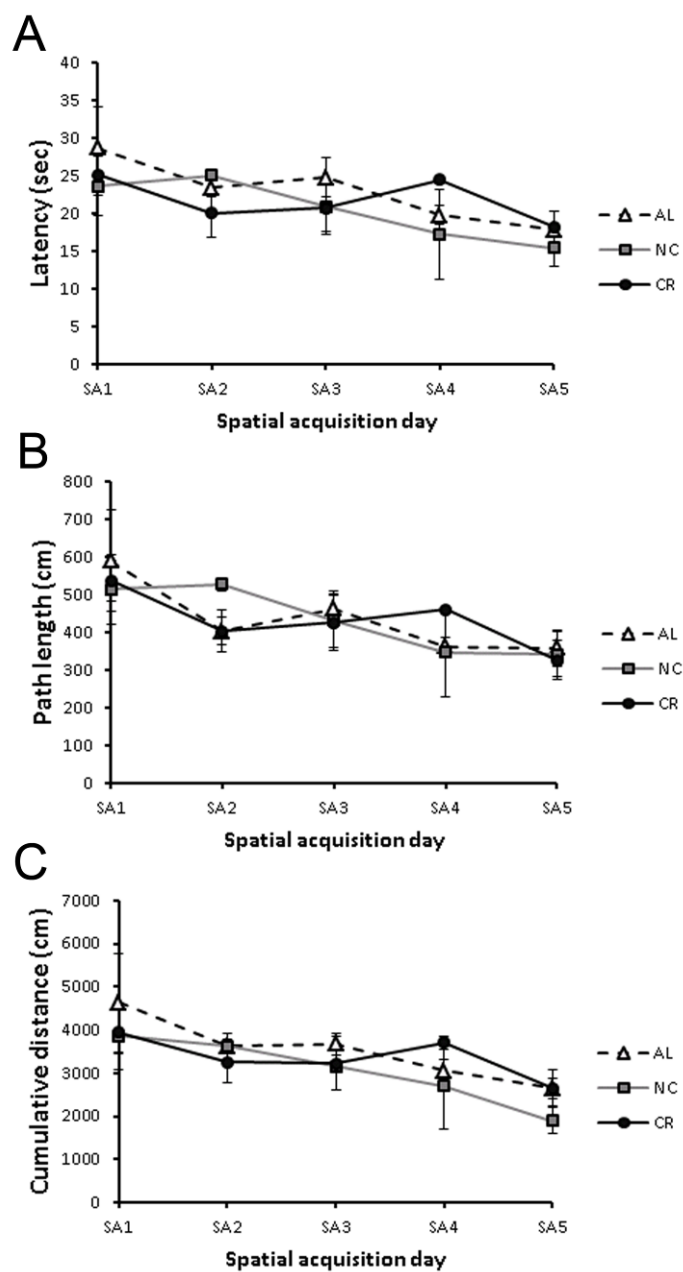 A
Latency (sec)
40
35
30
25
20
15
10
5
0
SA1 SA2 SA3 SA4 SA5
Spatial acquisition day
AL
NC
CR
B
Path length (cm)
800
700
600
500
400
300
200
100
0
SA1 SA2 SA3 SA4 SA5
Spatial acquisition day
AL
NC
CR
C
Cumulative distance (cm)
7000
6000
5000
4000
3000
2000
1000
0
SA1 SA2 SA3 SA4 SA5
Spatial acquisition day
AL
NC
CR